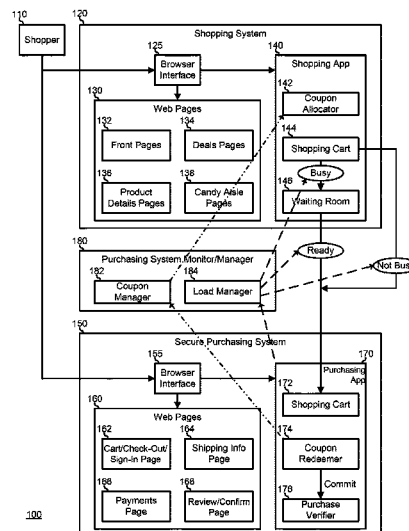 110
Shopper
120
Shopping System
125
Browser
Interface
140
Shopping App
142
Coupon
Allocator
144
Shopping Cart
Busy
146
Waiting Room
130
Web Pages
132
Front Pages
134
Deals Pages
136
Product
Details Pages
138
Candy Aisle
Pages
Ready
Not Busy
180
Purchasing System Monitor/Manager
182
Coupon
Manager
184
Load Manager
150
Secure Purchasing System
155
Browser
Interface
170
Purchasing
App
172
Shopping Cart
174
Coupon
Redeemer
Commit
176
Purchase
Verifier
160
Web Pages
162
Cart/Check-Out/
Sign-In Page
164
Shipping Info
Page
166
Payments
Page
168
Review/Confirm
Page
100